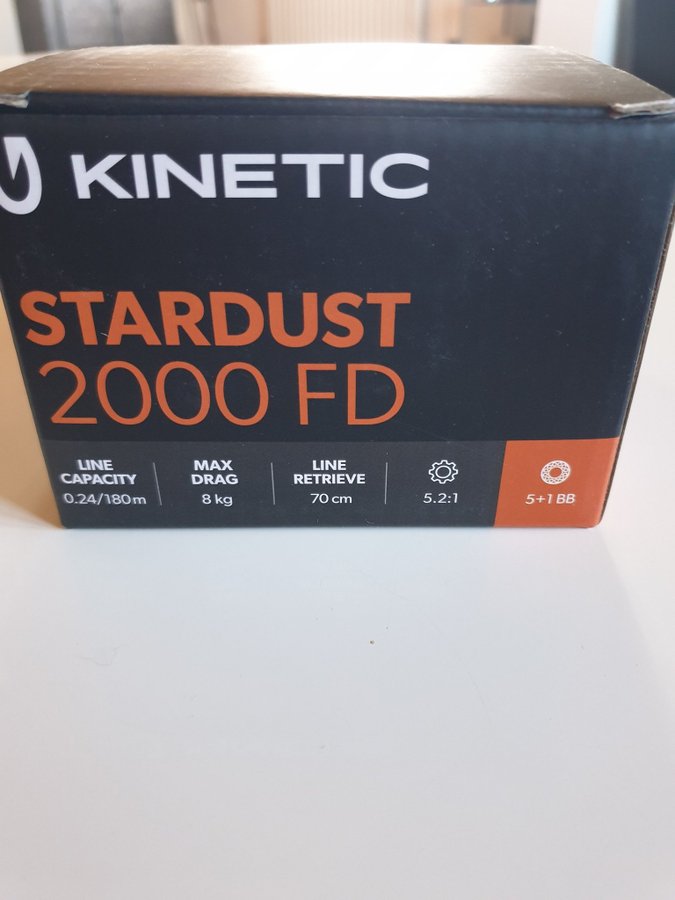 KINETIC
STARDUST
2000 FD
LINE CAPACITY
0.24/180m
MAX DRAG
8 kg
LINE RETRIEVE
70 cm
5.2:1
5+1 BB